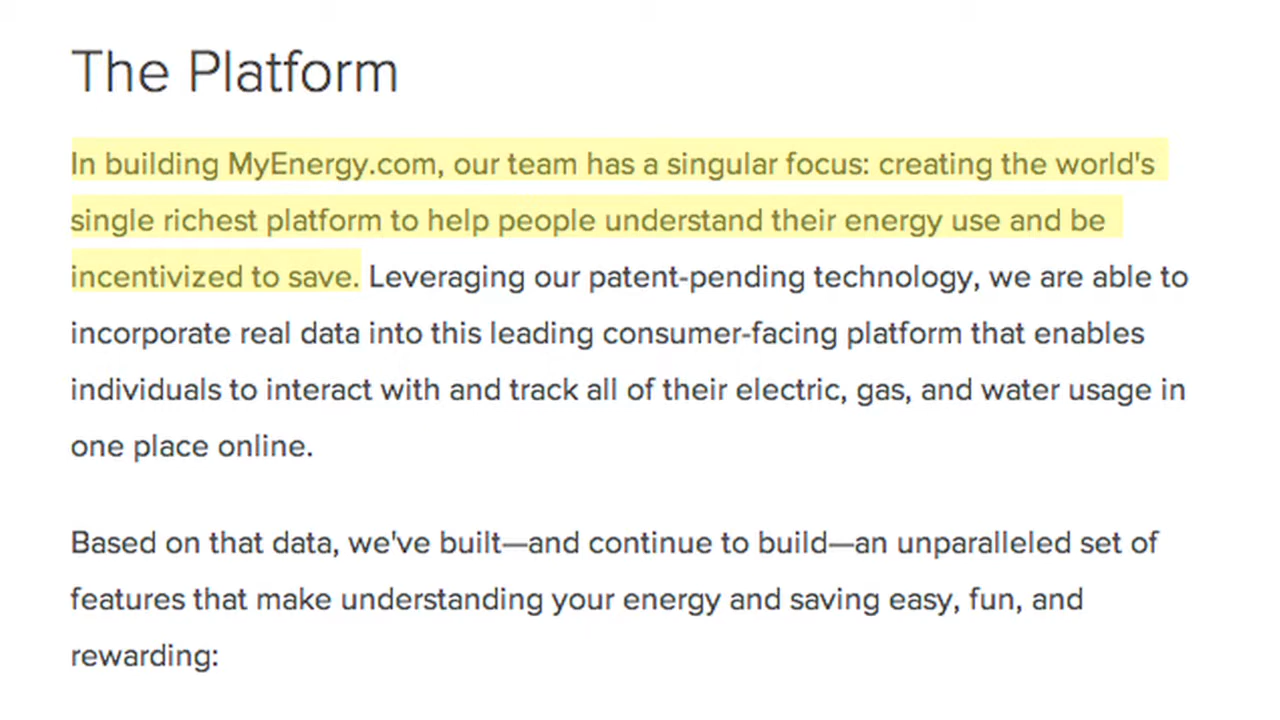 The Platform
In building MyEnergy.com, our team has a singular focus: creating the world's
single richest platform to help people understand their energy use and be
incentivized to save. Leveraging our patent-pending technology, we are able to
incorporate real data into this leading consumer-facing platform that enables
individuals to interact with and track all of their electric, gas, and water usage in
one place online.
Based on that data, we've built—and continue to build—an unparalleled set of
features that make understanding your energy and saving easy, fun, and
rewarding: